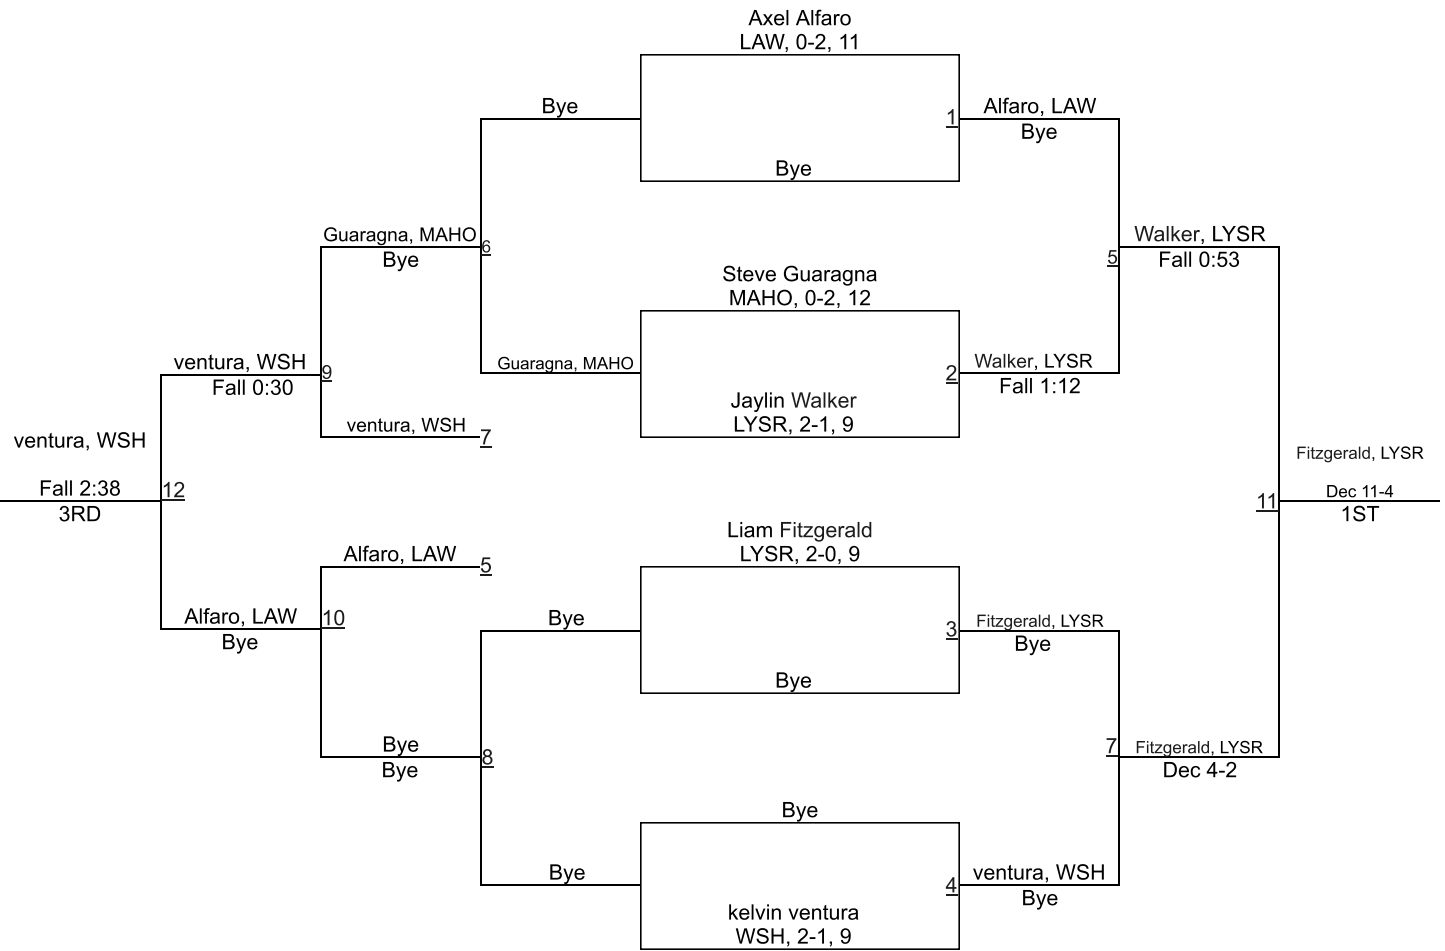 Axel Alfaro
LAW, 0-2, 11
Bye
1
Alfaro, LAW
Bye
Bye
Guaragna, MAHO
6
Bye
Walker, LYSR
5
Fall 0:53
Steve Guaragna
MAHO, 0-2, 12
ventura, WSH
9
Fall 0:30
Guaragna, MAHO
2
Walker, LYSR
Fall 1:12
Jaylin Walker
LYSR, 2-1, 9
ventura, WSH
7
ventura, WSH
Fall 2:38
12
3RD
Fitzgerald, LYSR
11
Dec 11-4
1ST
Liam Fitzgerald
LYSR, 2-0, 9
Alfaro, LAW
5
Alfaro, LAW
10
Bye
Bye
3
Fitzgerald, LYSR
Bye
Bye
Bye
8
Bye
7
Fitzgerald, LYSR
Dec 4-2
Bye
Bye
4
ventura, WSH
Bye
kelvin ventura
WSH, 2-1, 9